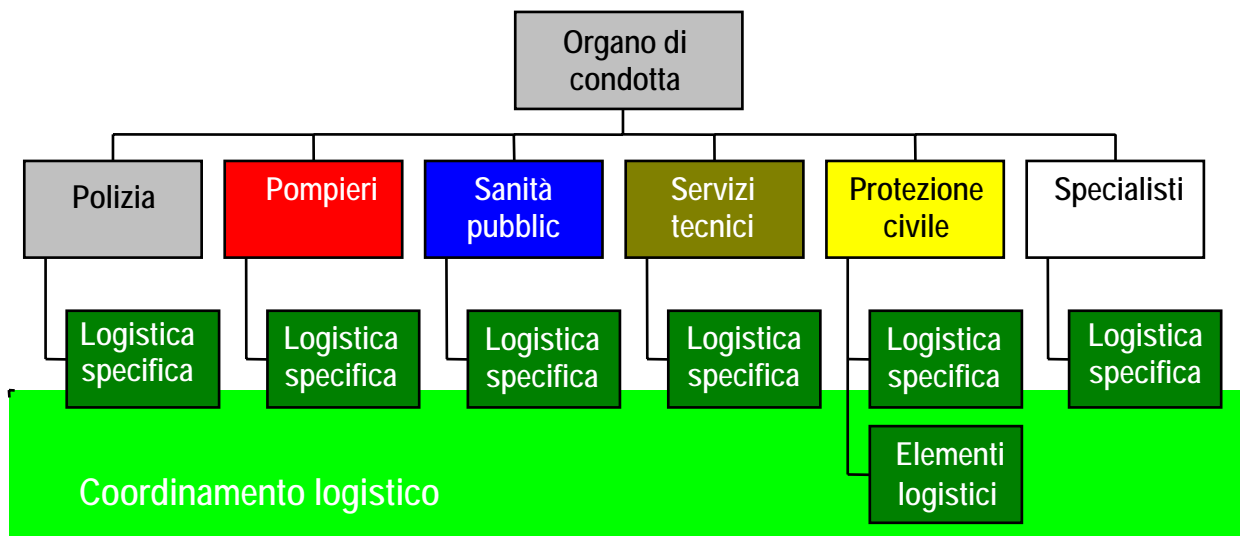 Organo di
condotta
Polizia
Pompieri
Sanità
pubblic
Servizi
tecnici
Protezione
civile
Specialisti
Logistica
specifica
Logistica
specifica
Logistica
specifica
Logistica
specifica
Logistica
specifica
Logistica
specifica
Elementi
logistici
Coordinamento logistico